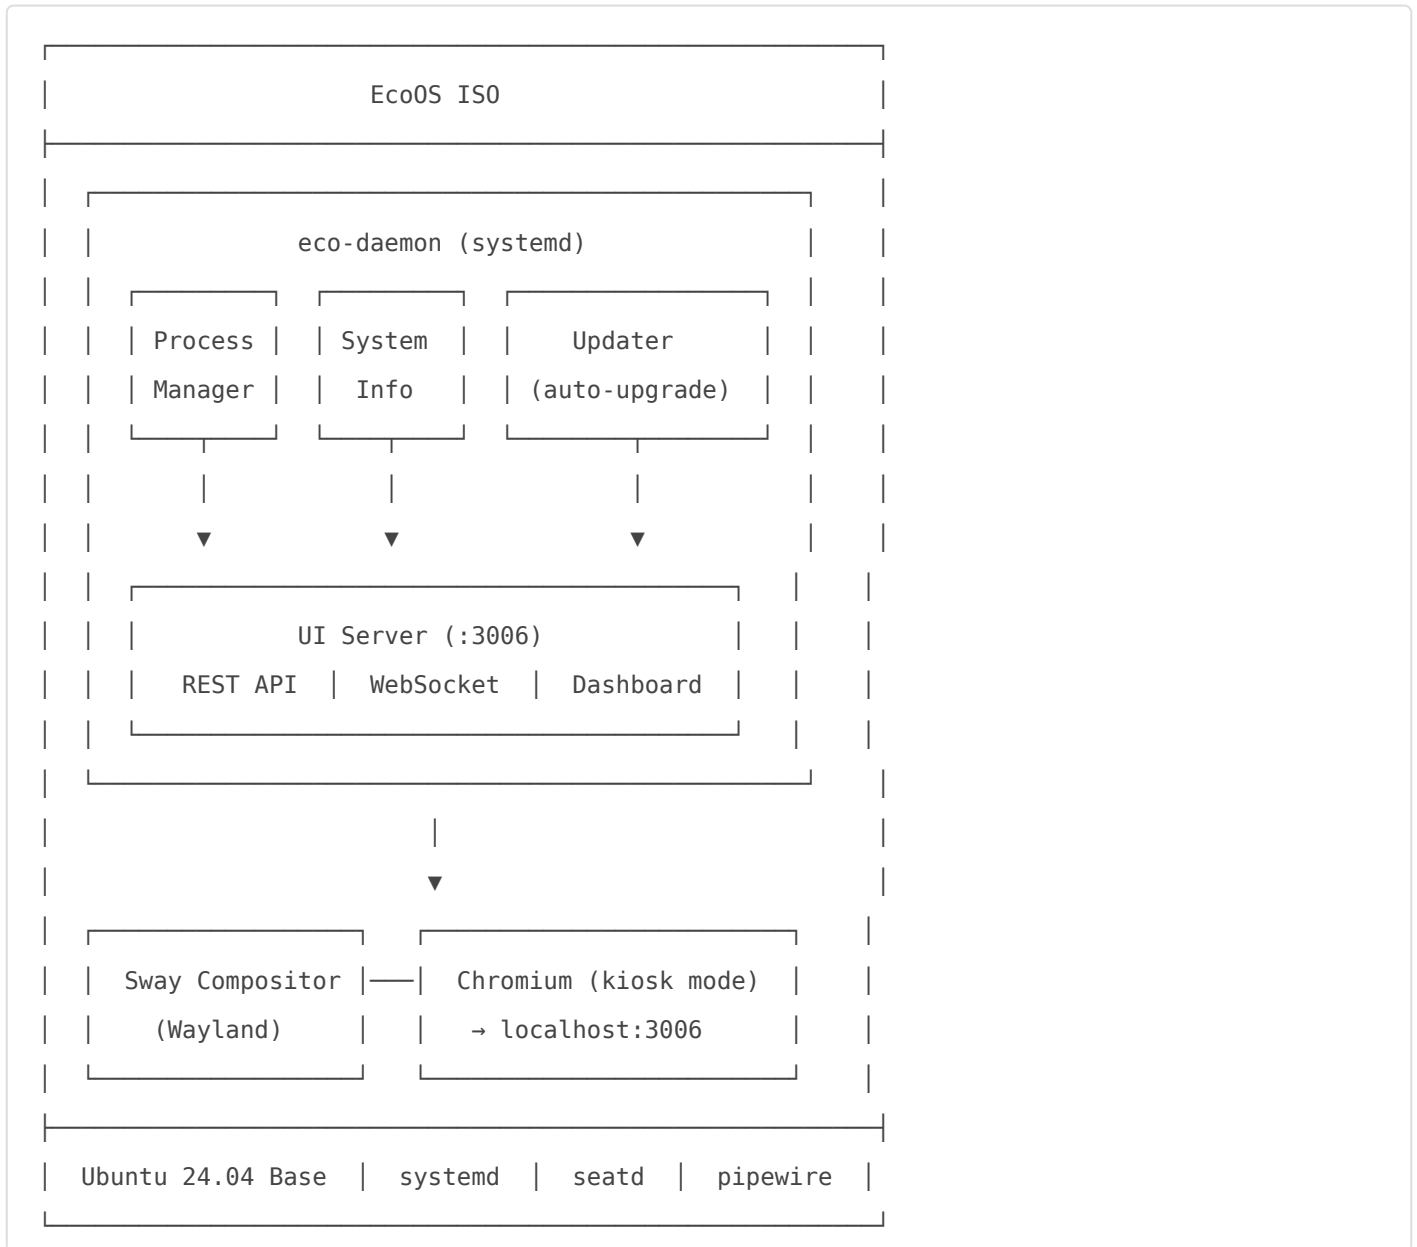 EcoOS ISO
eco-daemon (systemd)
Process System Updater
Manager Info (auto-upgrade)
UI Server (:3006)
REST API │ WebSocket │ Dashboard
Sway Compositor Chromium (kiosk mode)
(Wayland) → localhost:3006
Ubuntu 24.04 Base │ systemd │ seatd │ pipewire